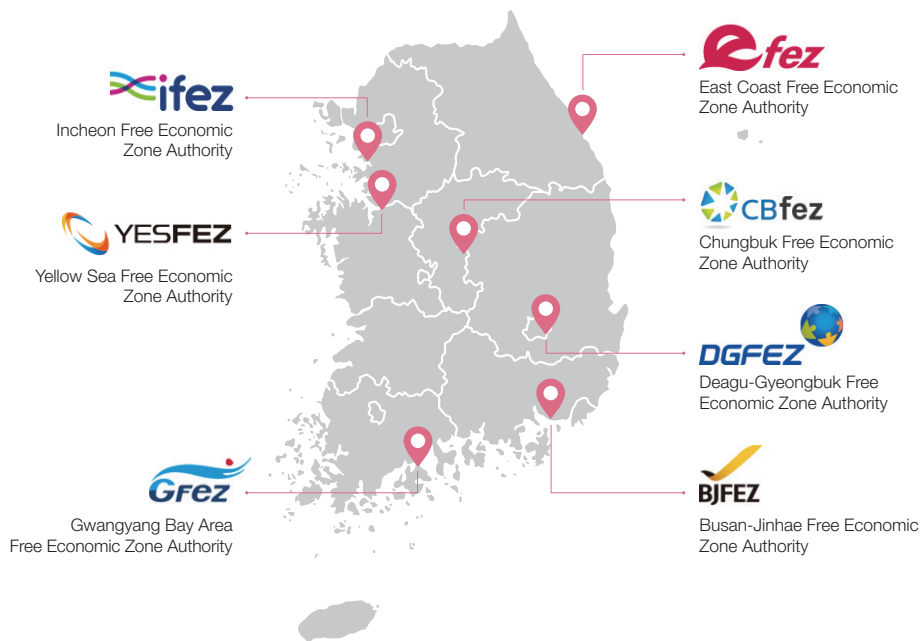 ifez
Incheon Free Economic
Zone Authority
YESFEZ
Yellow Sea Free Economic
Zone Authority
Gfez
Gwangyang Bay Area
Free Economic Zone Authority
efez
East Coast Free Economic
Zone Authority
CBfez
Chungbuk Free Economic
Zone Authority
DGFEZ
Deagu-Gyeongbuk Free
Economic Zone Authority
BJFEZ
Busan-Jinhae Free Economic
Zone Authority